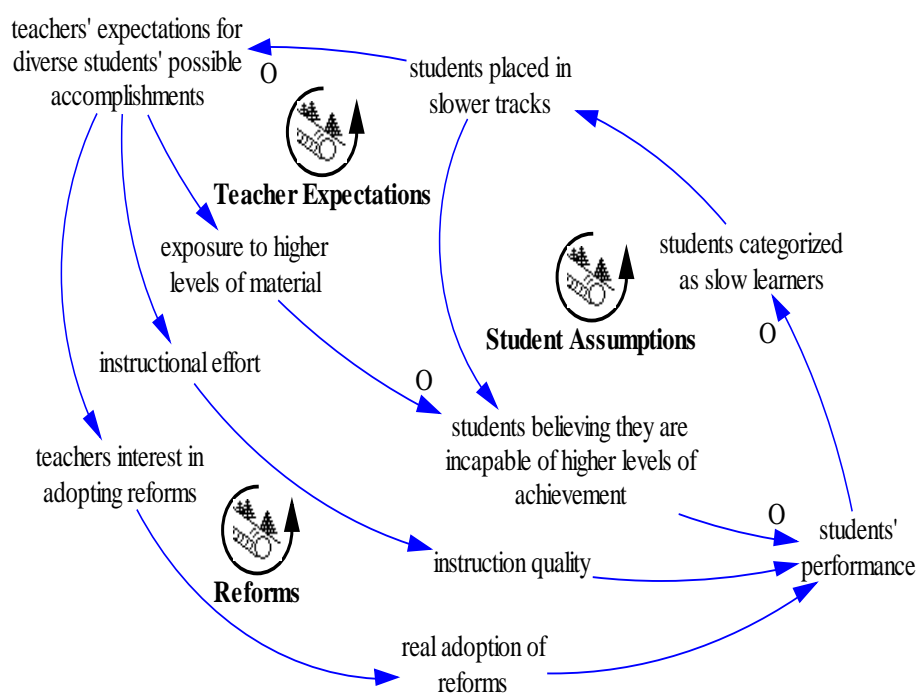 teachers' expectations for
diverse students' possible
accomplishments
O
students placed in
slower tracks
Teacher Expectations
exposure to higher
levels of material
students categorized
as slow learners
Student Assumptions
O
instructional effort
O
students believing they are
incapable of higher levels of
achievement
teachers interest in
adopting reforms
O
students'
performance
instruction quality
Reforms
real adoption of
reforms